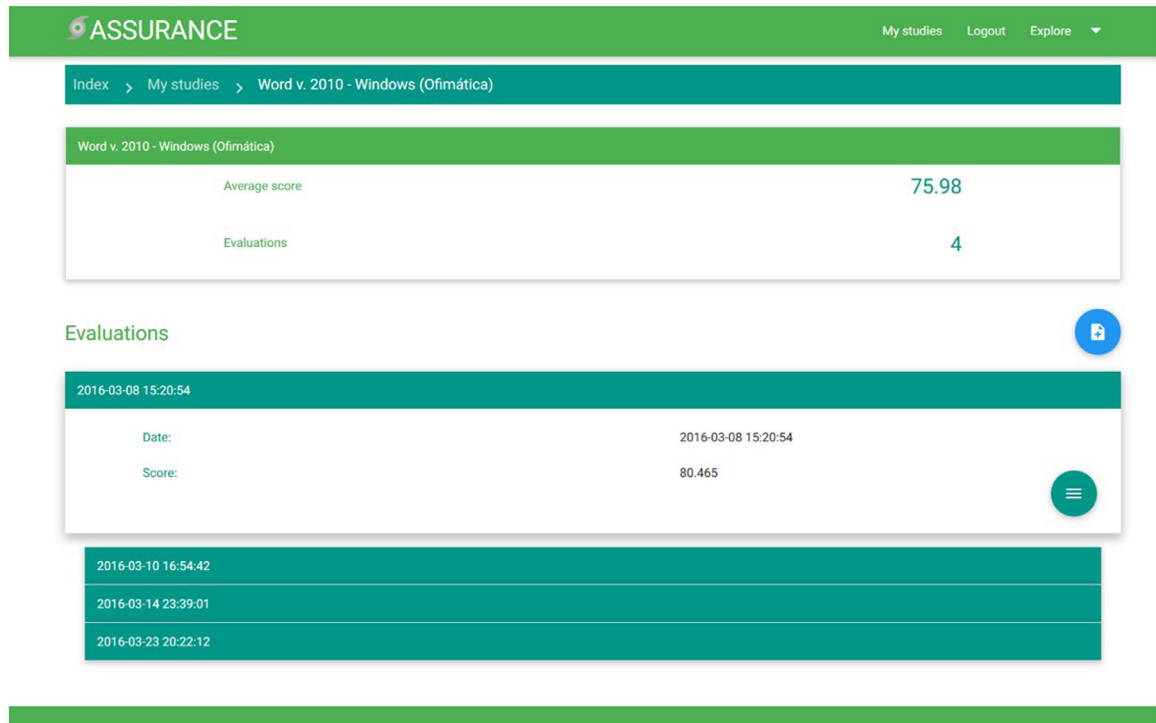 ASSURANCE
My studies Logout Explore
Index > My studies > Word v. 2010 - Windows (Ofimática)
Word v. 2010 - Windows (Ofimática)
Average score 75.98
Evaluations 4
Evaluations
2016-03-08 15:20:54
Date: 2016-03-08 15:20:54
Score: 80.465
2016-03-10 16:54:42
2016-03-14 23:39:01
2016-03-23 20:22:12